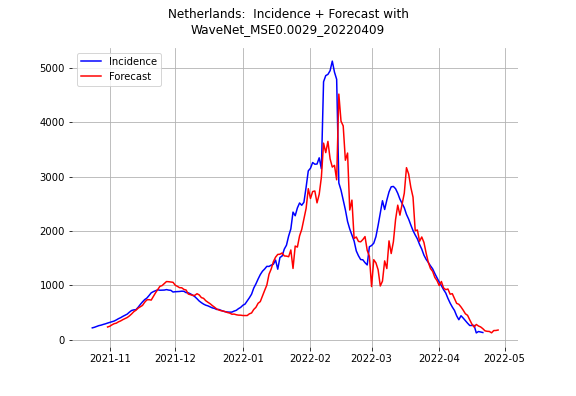 Netherlands:  Incidence + Forecast with
WaveNet_MSE0.0029_20220409
Incidence
Forecast
5000
4000
3000
2000
1000
0
2021-11 2021-12 2022-01 2022-02 2022-03 2022-04 2022-05